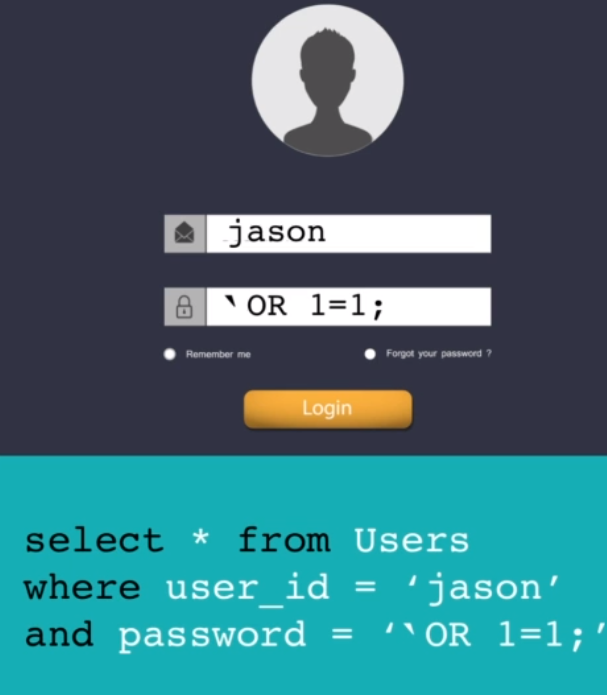 jason
‵OR 1=1;
Remember me
Forgot your password ?
Login
select * from Users
where user_id = ‘jason’
and password = ‘‵OR 1=1;’